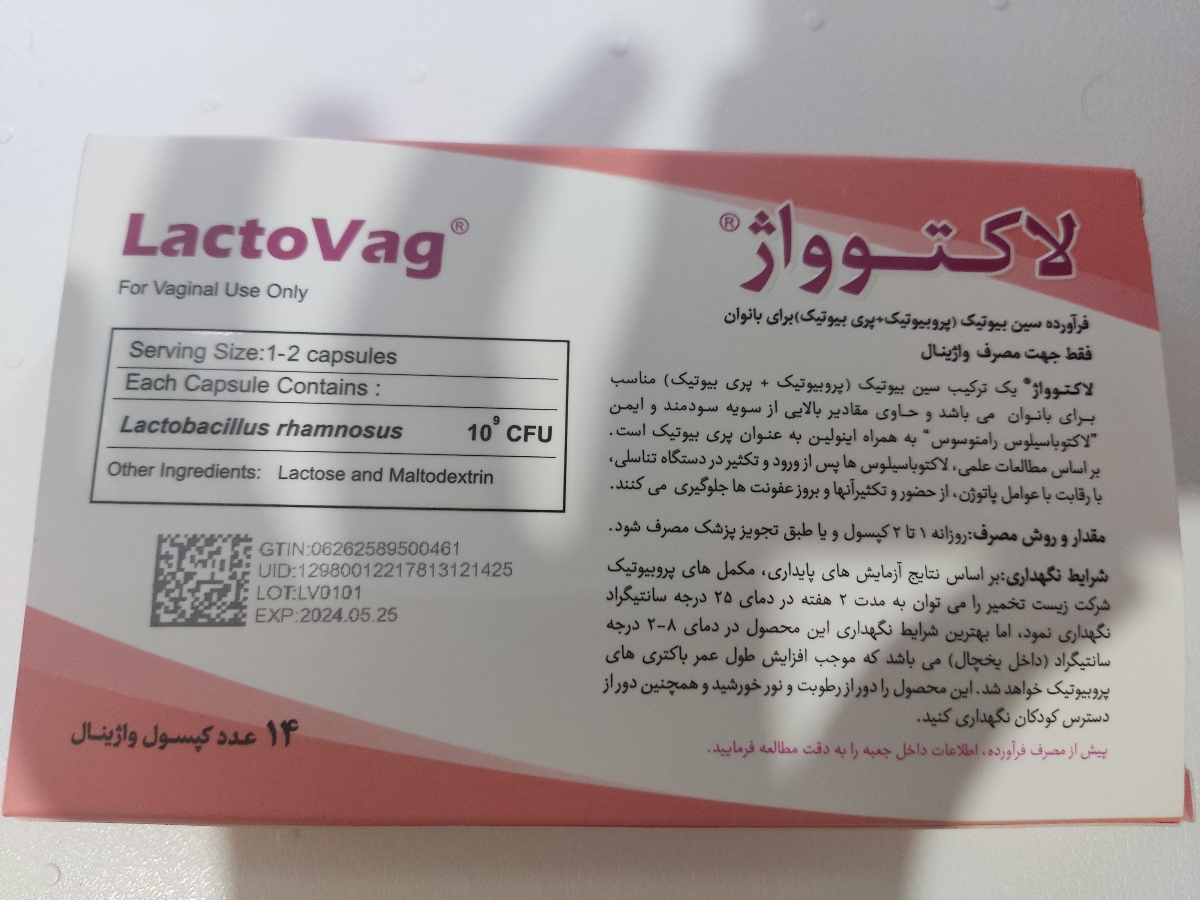 LactoVag®
For Vaginal Use Only
Serving Size:1-2 capsules
Each Capsule Contains :
Lactobacillus rhamnosus 10⁹ CFU
Other Ingredients: Lactose and Maltodextrin
GTIN:06262589500461
UID:12980012217813121425
LOT:LV0101
EXP:2024.05.25
۱۴ عدد کپسول واژینال
لاکتوواژ®
فرآورده سین بیوتیک (پروبیوتیک+پری بیوتیک)برای بانوان
فقط جهت مصرف واژینال
لاکتوواژ® یک ترکیب سین بیوتیک (پروبیوتیک + پری بیوتیک) مناسب
برای بانوان می باشد و حاوی مقادیر بالایی از سویه سودمند و ایمن
"لاکتوباسیلوس رامنوسوس" به همراه اینولین به عنوان پری بیوتیک است.
بر اساس مطالعات علمی، لاکتوباسیلوس ها پس از ورود و تکثیر در دستگاه تناسلی،
با رقابت با عوامل پاتوژن، از حضور و تکثیرآنها و بروز عفونت ها جلوگیری می کنند.
مقدار و روش مصرف:روزانه ۱ تا ۲ کپسول و یا طبق تجویز پزشک مصرف شود.
شرایط نگهداری:بر اساس نتایج آزمایش های پایداری، مکمل های پروبیوتیک
شرکت زیست تخمیر را می توان به مدت ۲ هفته در دمای ۲۵ درجه سانتیگراد
نگهداری نمود، اما بهترین شرایط نگهداری این محصول در دمای ۸-۲ درجه
سانتیگراد (داخل یخچال) می باشد که موجب افزایش طول عمر باکتری های
پروبیوتیک خواهد شد. این محصول را دور از رطوبت و نور خورشید و همچنین دور از
دسترس کودکان نگهداری کنید.
پیش از مصرف فرآورده، اطلاعات داخل جعبه را به دقت مطالعه فرمایید.